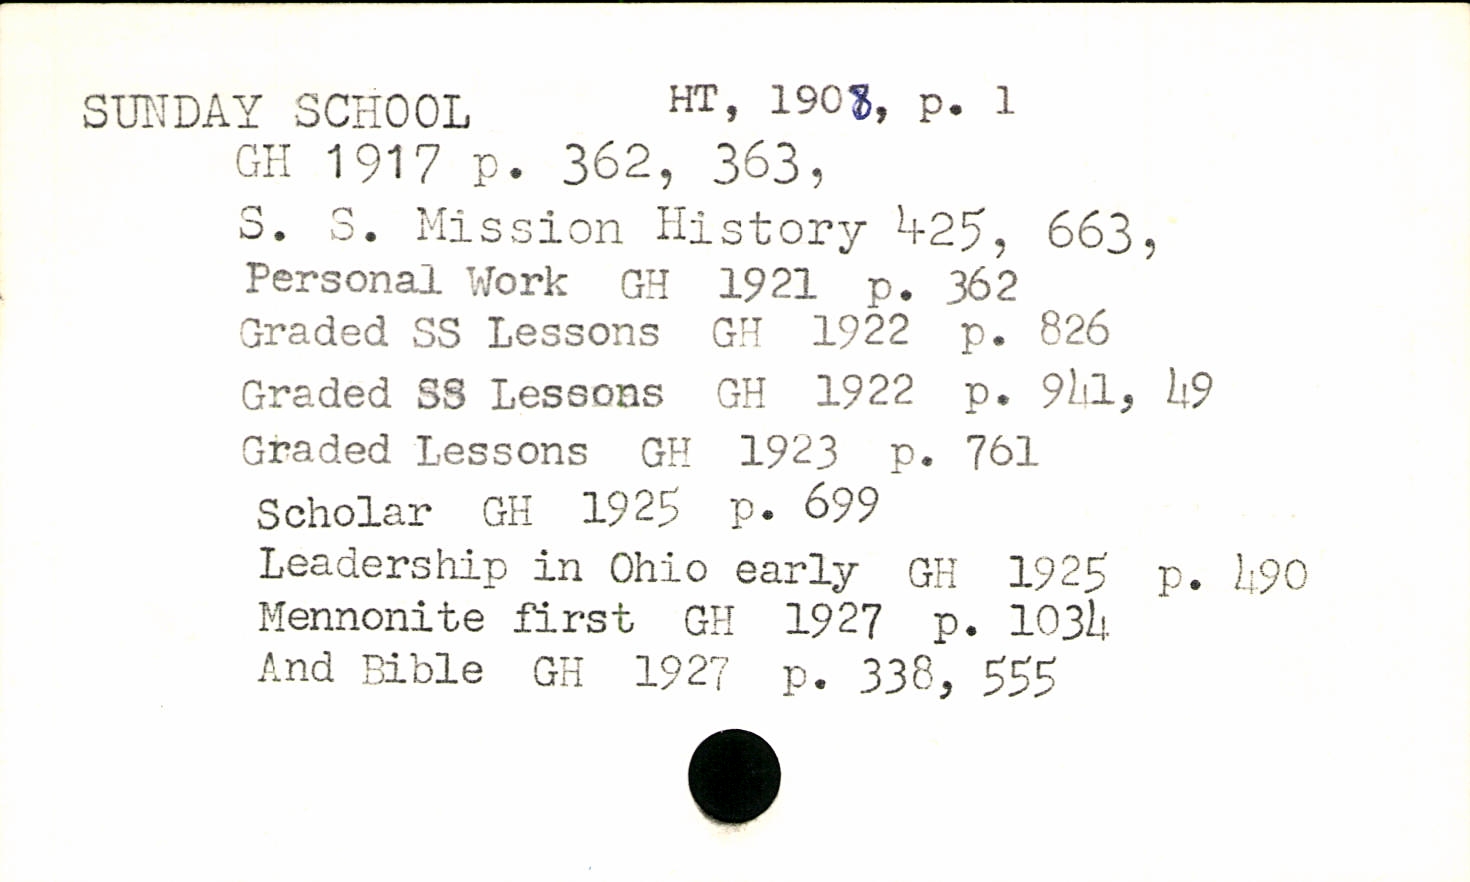 SUNDAY SCHOOL HT, 1908, p. 1
GH 1917 p. 362, 363,
S. S. Mission History 425, 663,
Personal Work GH 1921 p. 362
Graded SS Lessons GH 1922 p. 826
Graded SS Lessons GH 1922 p. 941, 49
Graded Lessons GH 1923 p. 761
Scholar GH 1925 p. 699
Leadership in Ohio early GH 1925 p. 490
Mennonite first GH 1927 p. 1034
And Bible GH 1927 p. 338, 555